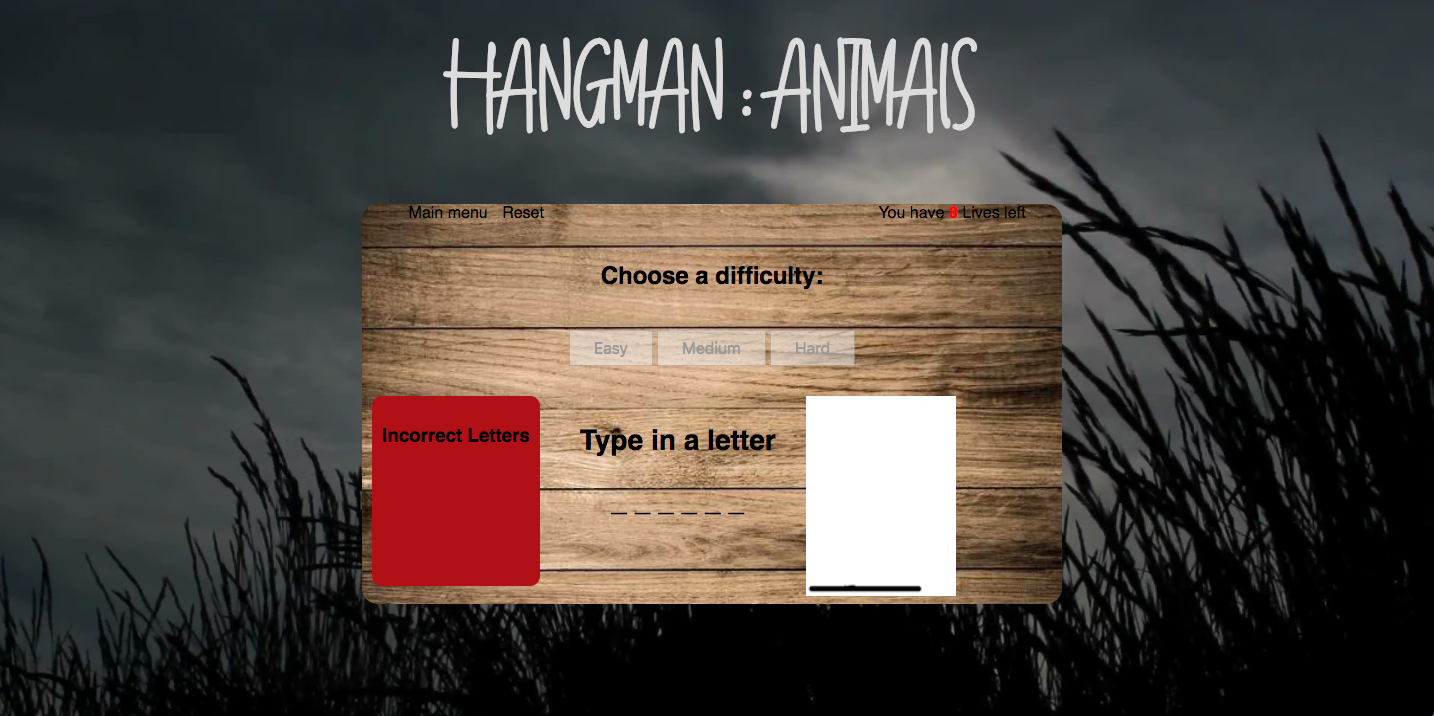 HANGMAN : ANIMALS
Main menu Reset
You have 8 Lives left
Choose a difficulty:
Easy Medium Hard
Incorrect Letters
Type in a letter
_ _ _ _ _ _